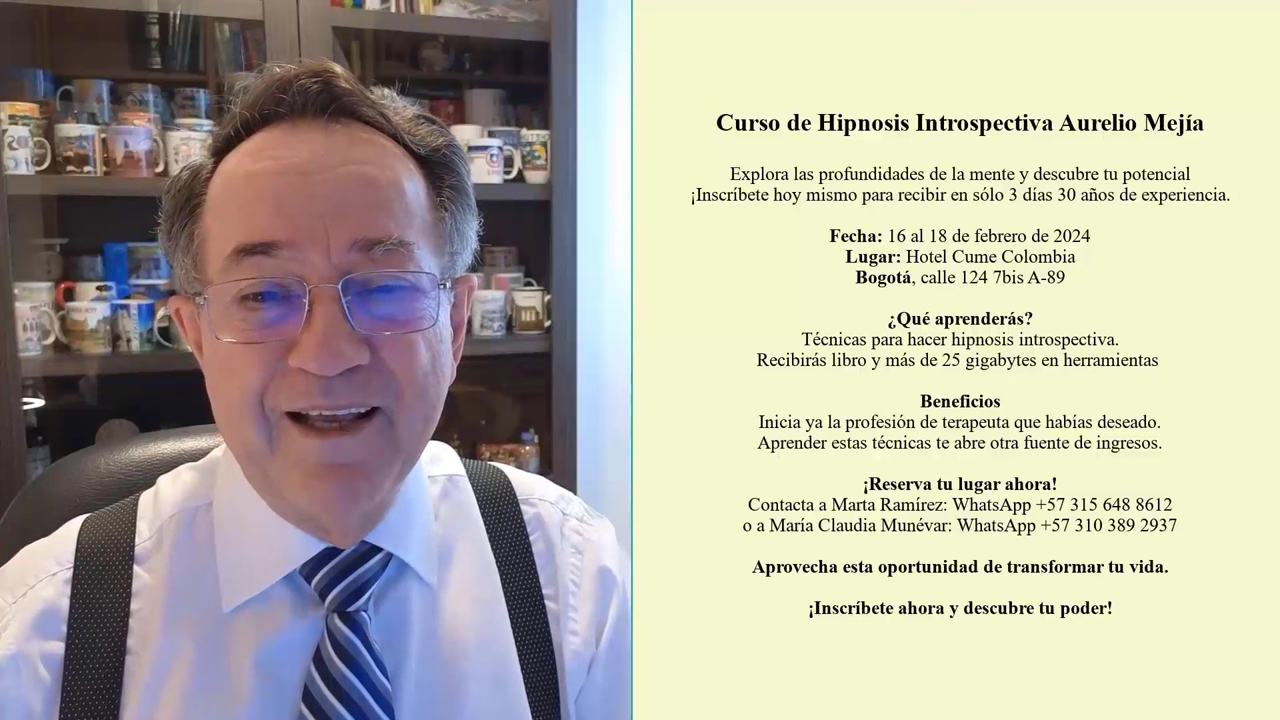 Curso de Hipnosis Introspectiva Aurelio Mejía
Explora las profundidades de la mente y descubre tu potencial
¡Inscríbete hoy mismo para recibir en sólo 3 días 30 años de experiencia.
Fecha: 16 al 18 de febrero de 2024
Lugar: Hotel Cume Colombia
Bogotá, calle 124 7bis A-89
¿Qué aprenderás?
Técnicas para hacer hipnosis introspectiva.
Recibirás libro y más de 25 gigabytes en herramientas
Beneficios
Inicia ya la profesión de terapeuta que habías deseado.
Aprender estas técnicas te abre otra fuente de ingresos.
¡Reserva tu lugar ahora!
Contacta a Marta Ramírez: WhatsApp +57 315 648 8612
o a María Claudia Munévar: WhatsApp +57 310 389 2937
Aprovecha esta oportunidad de transformar tu vida.
¡Inscríbete ahora y descubre tu poder!